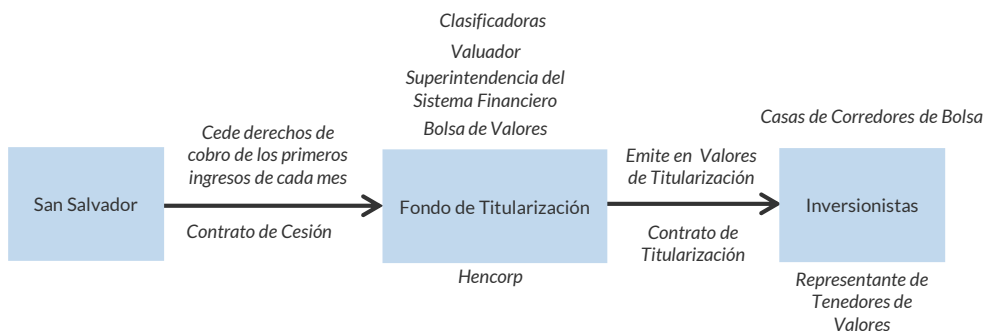 Clasificadoras
Valuador
Superintendencia del
Sistema Financiero
Bolsa de Valores
Casas de Corredores de Bolsa
Cede derechos de
cobro de los primeros
ingresos de cada mes
Emite en Valores
de Titularización
San Salvador
Fondo de Titularización
Inversionistas
Contrato de Cesión
Contrato de
Titularización
Hencorp
Representante de
Tenedores de
Valores